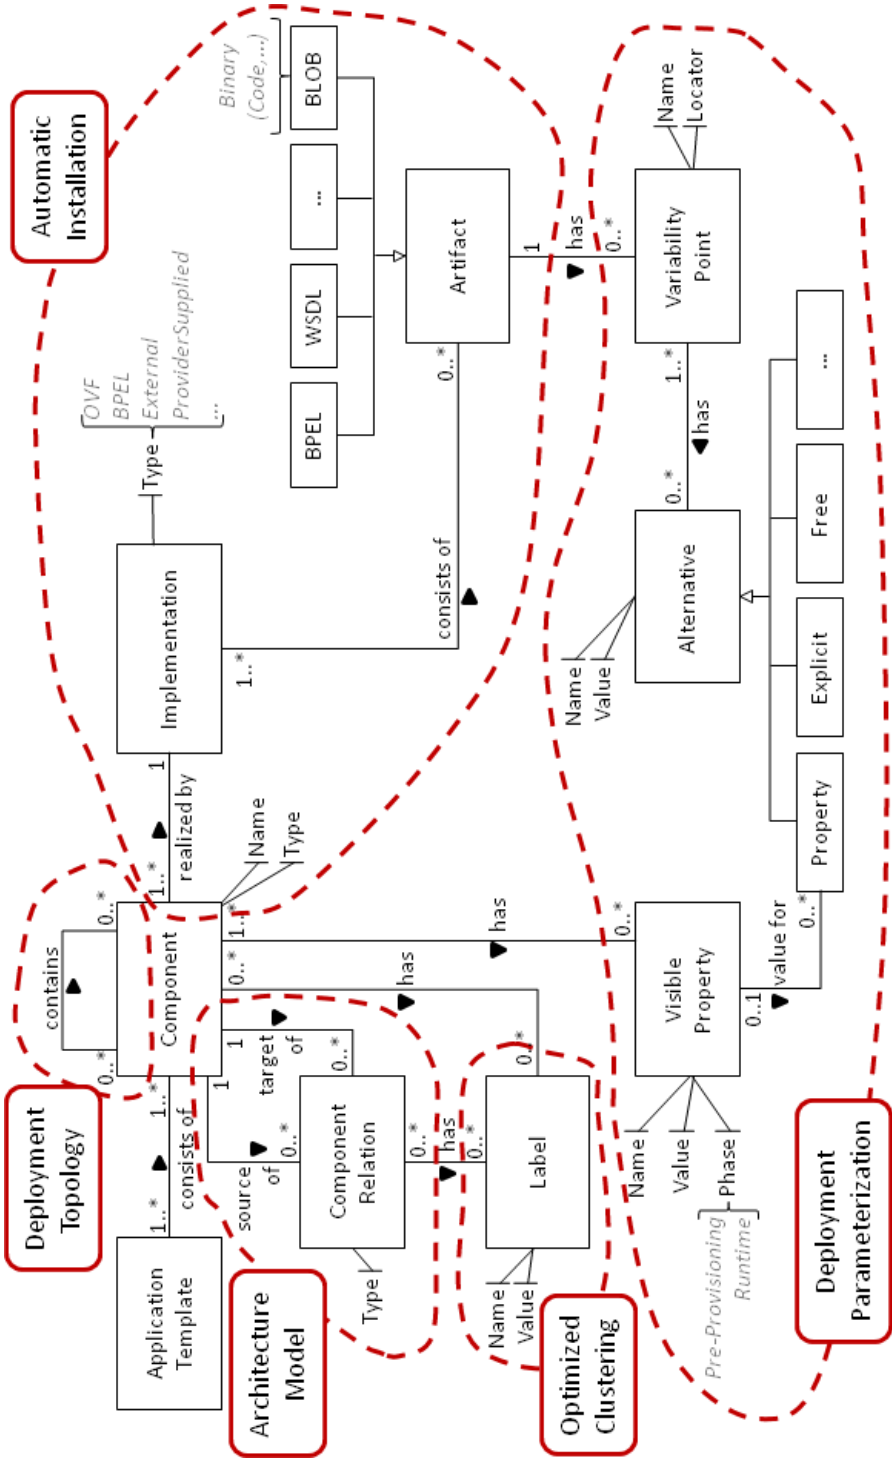 Deployment
Topology
Automatic
Installation
contains
0..*
0..*
Application
Template
1..*
consists of
1..*
Component
1..*
realized by
1
Implementation
Type
OVF
BPEL
External
ProviderSupplied
...
Name
Type
Architecture
Model
source
of
1
0..*
target
of
1
0..*
Component
Relation
Type
0..*
has
0..*
Label
Name
Value
0..*
has
0..*
Optimized
Clustering
1..*
has
0..*
1..*
consists of
0..*
BPEL
WSDL
...
BLOB
Binary
(Code,...)
Artifact
1
has
0..*
Visible
Property
Name
Value
Phase
Pre-Provisioning
Runtime
Alternative
Name
Value
0..*
has
1..*
Variability
Point
Name
Locator
0..1
value for
0..*
Property
Explicit
Free
...
Deployment
Parameterization